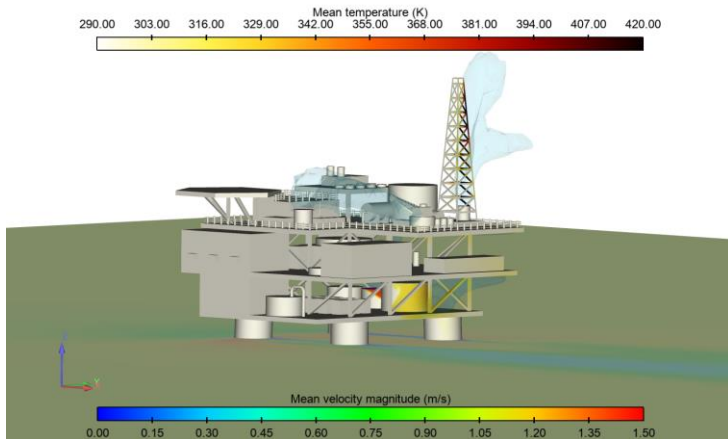 Mean temperature (K)
290.00 303.00 316.00 329.00 342.00 355.00 368.00 381.00 394.00 407.00 420.00
Z
Y
Mean velocity magnitude (m/s)
0.00 0.15 0.30 0.45 0.60 0.75 0.90 1.05 1.20 1.35 1.50